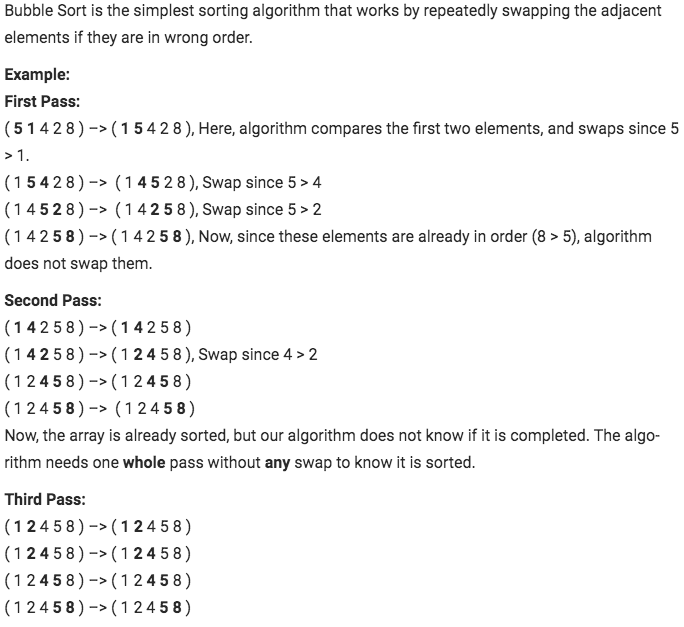 Bubble Sort is the simplest sorting algorithm that works by repeatedly swapping the adjacent
elements if they are in wrong order.
Example:
First Pass:
( 5 1 4 2 8 ) –> ( 1 5 4 2 8 ), Here, algorithm compares the first two elements, and swaps since 5
> 1.
( 1 5 4 2 8 ) –> ( 1 4 5 2 8 ), Swap since 5 > 4
( 1 4 5 2 8 ) –> ( 1 4 2 5 8 ), Swap since 5 > 2
( 1 4 2 5 8 ) –> ( 1 4 2 5 8 ), Now, since these elements are already in order (8 > 5), algorithm
does not swap them.
Second Pass:
( 1 4 2 5 8 ) –> ( 1 4 2 5 8 )
( 1 4 2 5 8 ) –> ( 1 2 4 5 8 ), Swap since 4 > 2
( 1 2 4 5 8 ) –> ( 1 2 4 5 8 )
( 1 2 4 5 8 ) –> ( 1 2 4 5 8 )
Now, the array is already sorted, but our algorithm does not know if it is completed. The algo-
rithm needs one whole pass without any swap to know it is sorted.
Third Pass:
( 1 2 4 5 8 ) –> ( 1 2 4 5 8 )
( 1 2 4 5 8 ) –> ( 1 2 4 5 8 )
( 1 2 4 5 8 ) –> ( 1 2 4 5 8 )
( 1 2 4 5 8 ) –> ( 1 2 4 5 8 )